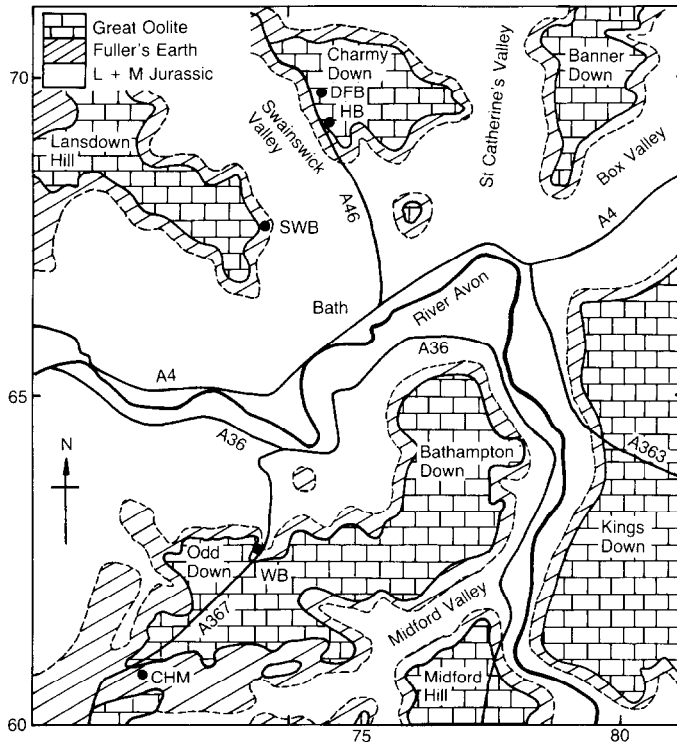 Great Oolite
Fuller's Earth
L + M Jurassic
70
65
60
75
80
Charmy
Down
DFB
HB
Swainswick
Valley
St Catherine's Valley
Banner
Down
Box Valley
Lansdown
Hill
SWB
A46
A4
Bath
River Avon
A36
A4
A36
N
Bathampton
Down
A363
Kings
Down
Odd
Down
WB
A367
Midford Valley
CHM
Midford
Hill